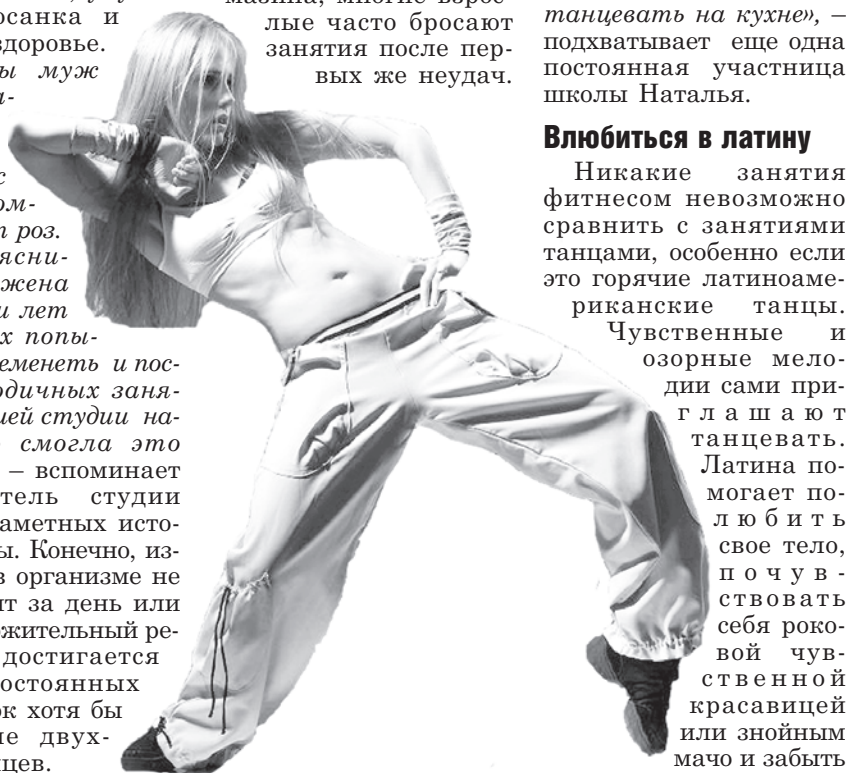 осанка и
здоровье.
ы муж
а-
с
ом-
т роз.
ясни-
жена
и лет
х попы-
еменеть и пос-
одичных заня-
шей студии на-
смогла это
– вспоминает
тель студии
аметных исто-
ы. Конечно, из-
в организме не
ит за день или
жительный ре-
достигается
остоянных
ок хотя бы
ие двух-
цев.
мазина, многие взрос-
лые часто бросают
занятия после пер-
вых же неудач.
танцевать на кухне», –
подхватывает еще одна
постоянная участница
школы Наталья.
Влюбиться в латину
Никакие занятия
фитнесом невозможно
сравнить с занятиями
танцами, особенно если
это горячие латиноаме-
риканские танцы.
Чувственные и
озорные мело-
дии сами при-
глашают
танцевать.
Латина по-
могает по-
любить
свое тело,
почув-
ствовать
себя роко-
вой чув-
ственной
красавицей
или знойным
мачо и забыть